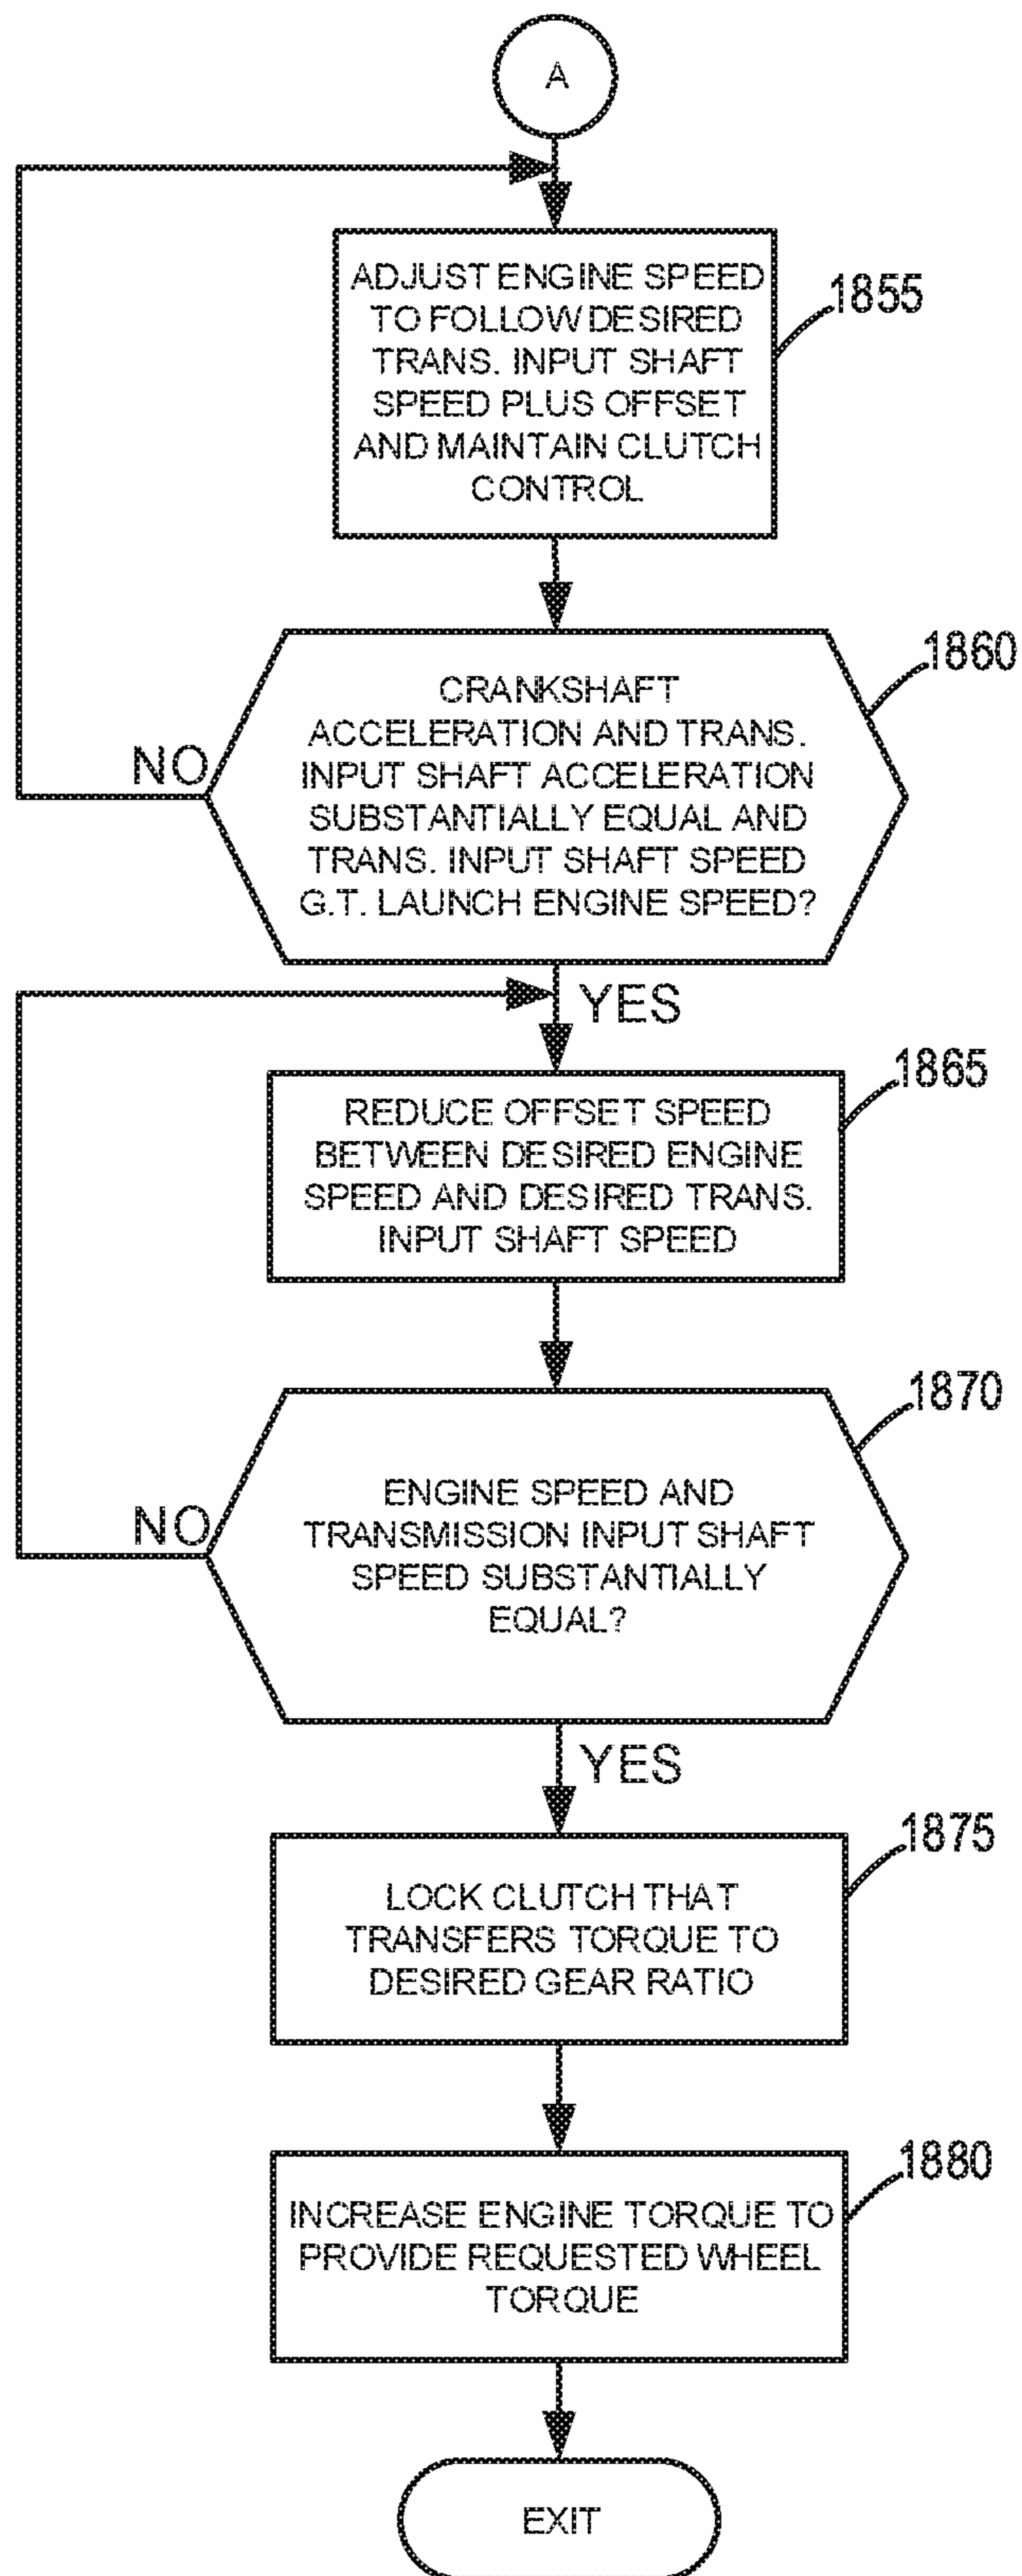 A
ADJUST ENGINE SPEED
TO FOLLOW DESIRED
TRANS. INPUT SHAFT
SPEED PLUS OFFSET
AND MAINTAIN CLUTCH
CONTROL
1855
CRANKSHAFT
ACCELERATION AND TRANS.
INPUT SHAFT ACCELERATION
SUBSTANTIALLY EQUAL AND
TRANS. INPUT SHAFT SPEED
G.T. LAUNCH ENGINE SPEED?
1860
NO
YES
REDUCE OFFSET SPEED
BETWEEN DESIRED ENGINE
SPEED AND DESIRED TRANS.
INPUT SHAFT SPEED
1865
ENGINE SPEED AND
TRANSMISSION INPUT SHAFT
SPEED SUBSTANTIALLY
EQUAL?
1870
NO
YES
LOCK CLUTCH THAT
TRANSFERS TORQUE TO
DESIRED GEAR RATIO
1875
INCREASE ENGINE TORQUE TO
PROVIDE REQUESTED WHEEL
TORQUE
1880
EXIT